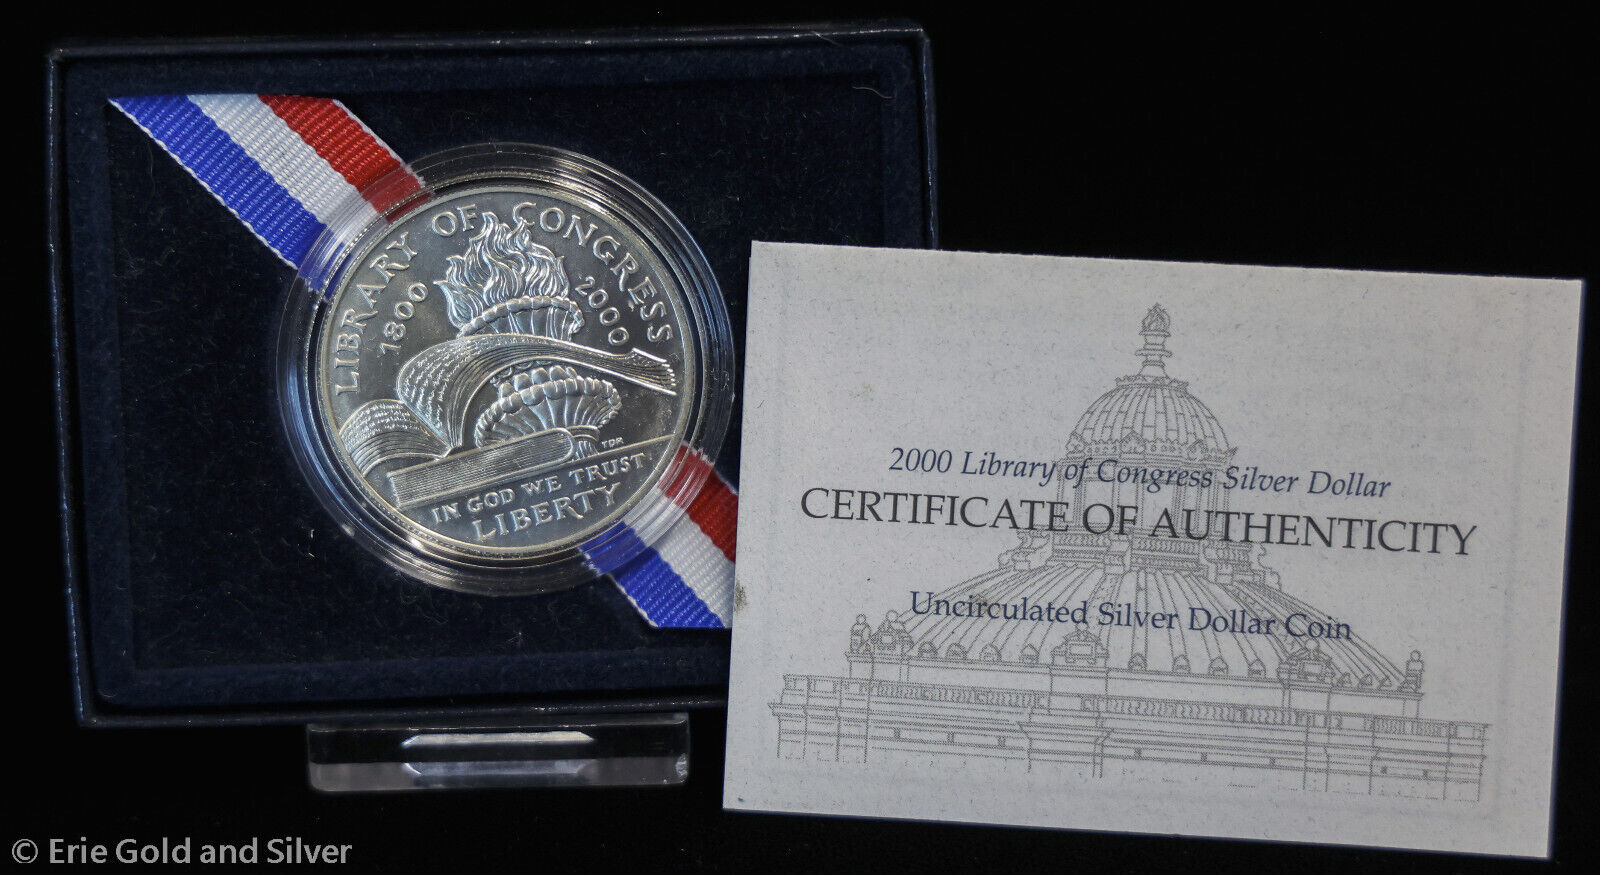 LIBRARY OF CONGRESS
1800 2000
TDR
IN GOD WE TRUST
LIBERTY
2000 Library of Congress Silver Dollar
CERTIFICATE OF AUTHENTICITY
Uncirculated Silver Dollar Coin
© Erie Gold and Silver